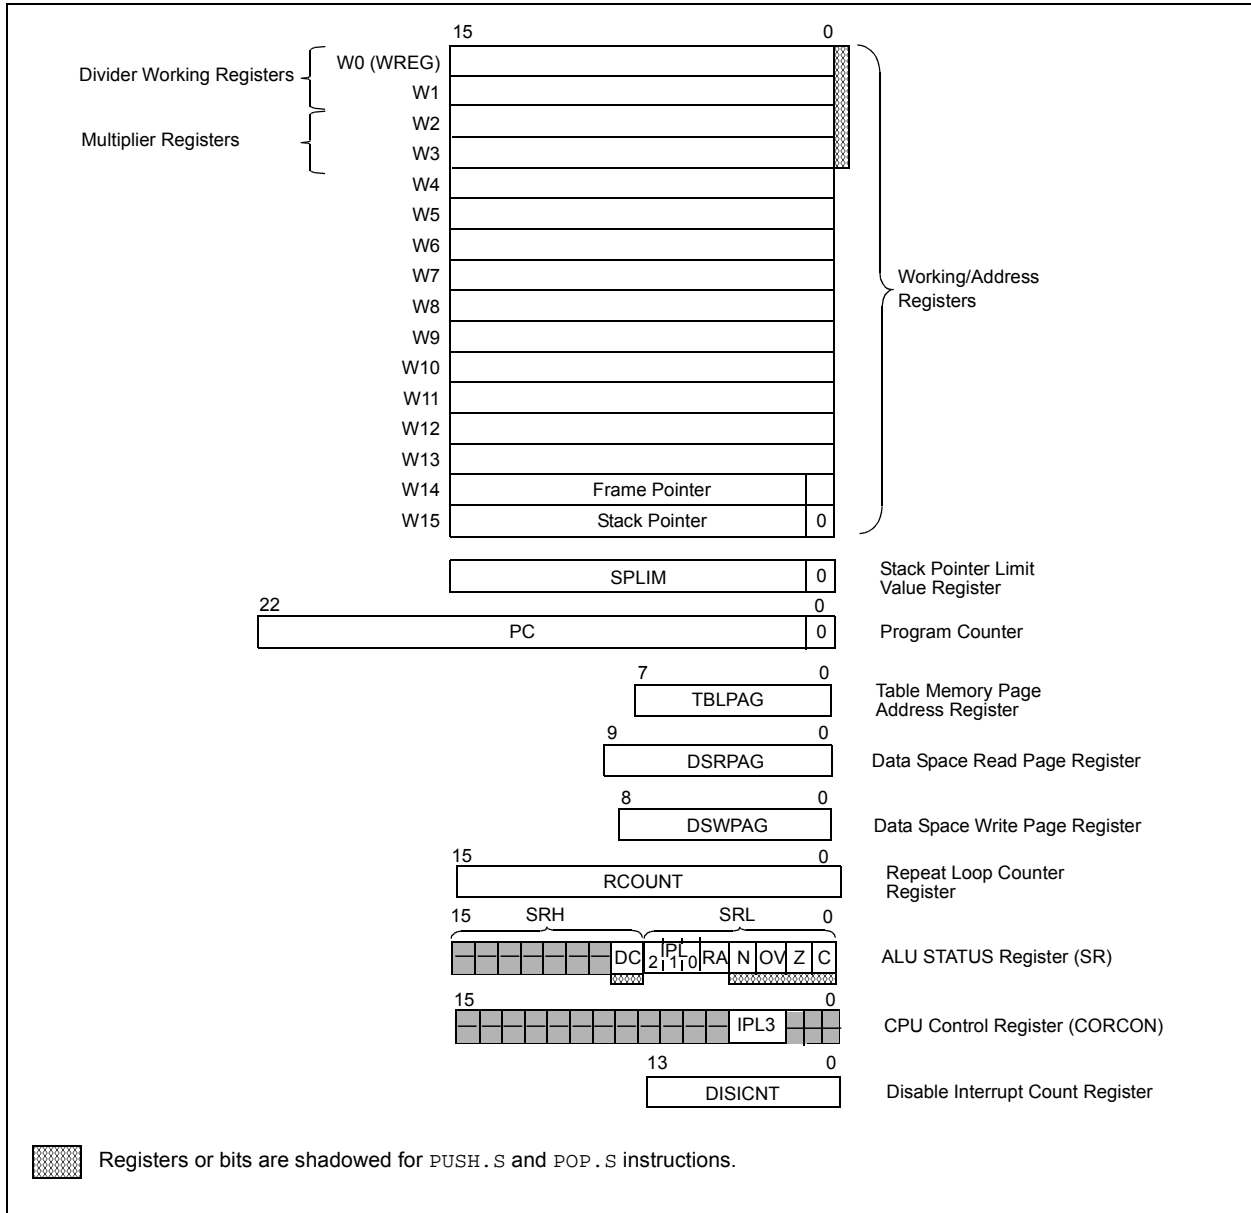 15 0
Divider Working Registers
Multiplier Registers
W0 (WREG)
W1
W2
W3
W4
W5
W6
W7
W8
W9
W10
W11
W12
W13
W14 Frame Pointer
W15 Stack Pointer 0
Working/Address
Registers
SPLIM 0
Stack Pointer Limit
Value Register
22 0
PC 0 Program Counter
7 0
TBLPAG
Table Memory Page
Address Register
9 0
DSRPAG Data Space Read Page Register
8 0
DSWPAG Data Space Write Page Register
15 0
RCOUNT
Repeat Loop Counter
Register
15 SRH SRL 0
— — — — — — — DC IPL 2 1 0 RA N OV Z C ALU STATUS Register (SR)
15 0
— — — — — — — — — — — IPL3 — — — CPU Control Register (CORCON)
13 0
DISICNT Disable Interrupt Count Register
Registers or bits are shadowed for PUSH.S and POP.S instructions.